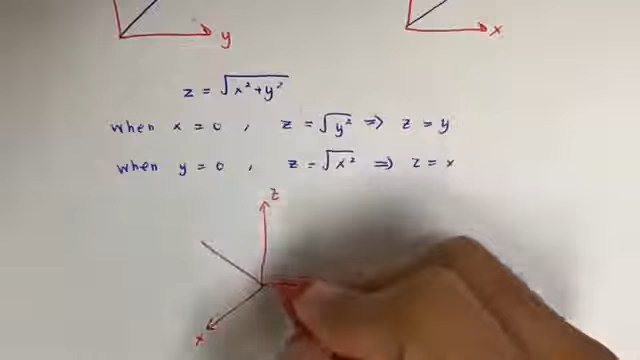 y
x
z = √x²+y²
when x = 0 , z = √y² => z = y
when y = 0 , z = √x² => z = x
z
x